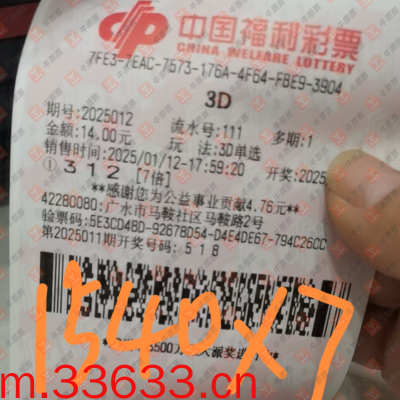 中国福利彩票
CHINA WELFARE LOTTERY
7FE3-7EAC-7573-176A-4F64-FBE9-3904
3D
期号:2025012 流水号:111 多期:1
金额:14.00元 玩 法:3D单选
销售时间:2025/01/12-17:59:20 开奖:2025
① 3 1 2 [7倍]
**感谢您为公益事业贡献4.76元**
42280080:广水市马鞍社区马鞍路2号
验票码:5E3CD48D-92678D54-D4E4DE67-794C26CC
第2025011期开奖号码: 5 1 8
1540X7
m.33633.cn